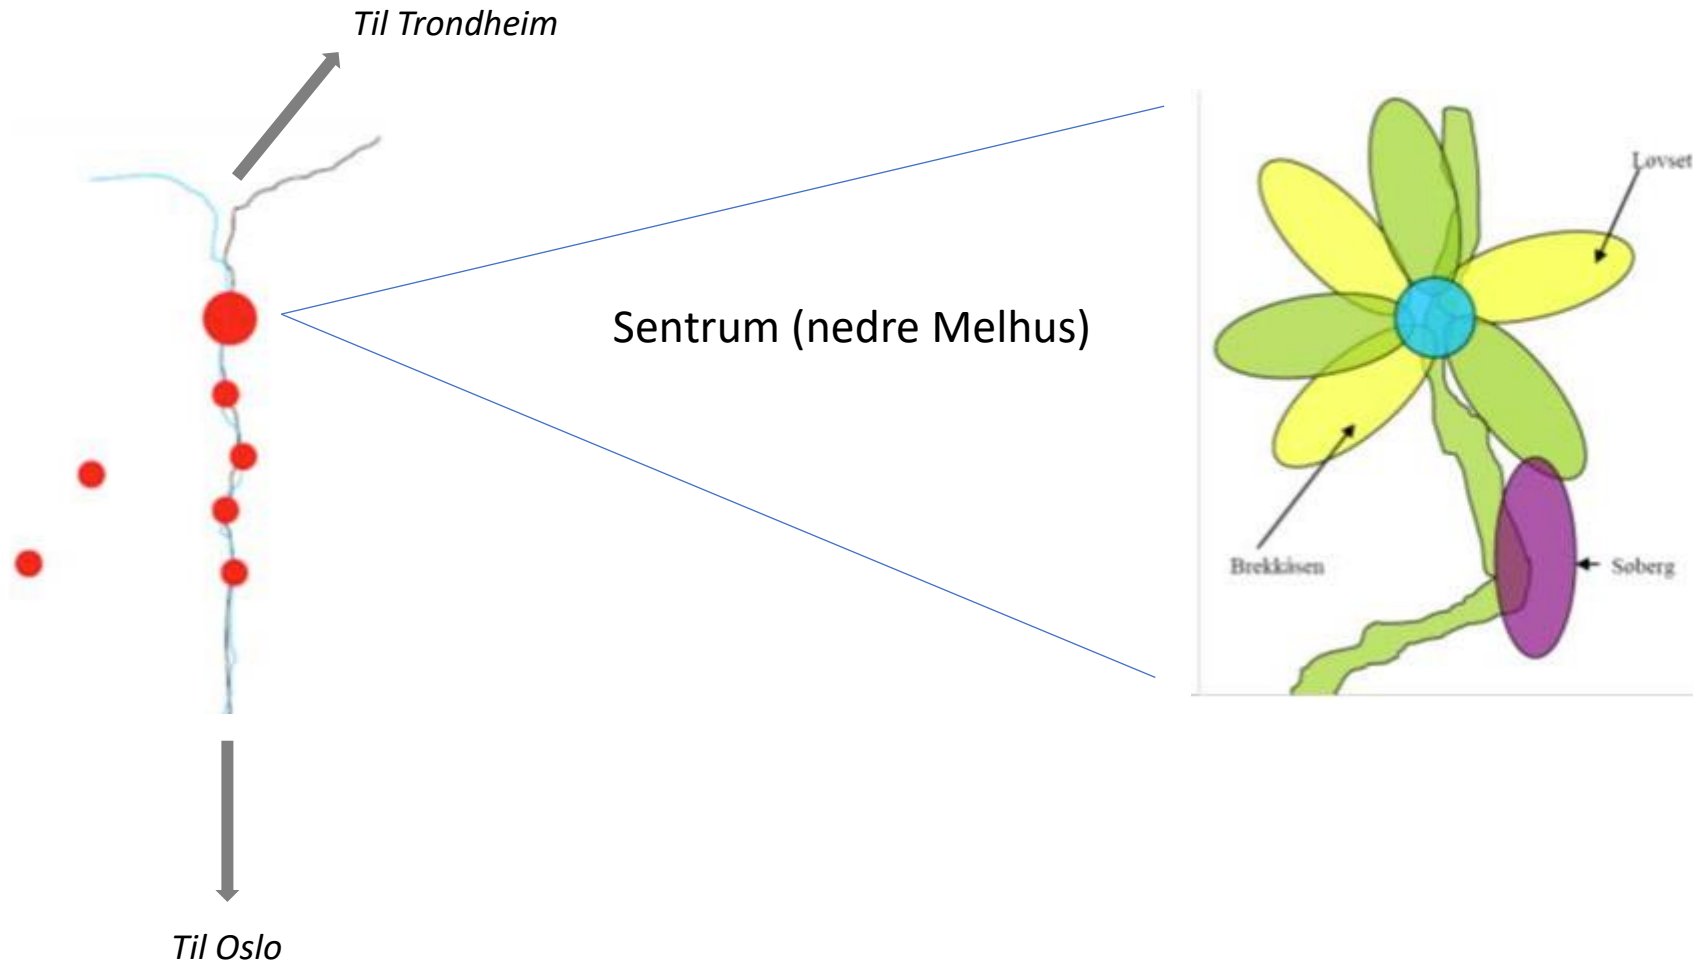 Til Trondheim
Løvset
Sentrum (nedre Melhus)
Brekkåsen
Søberg
Til Oslo